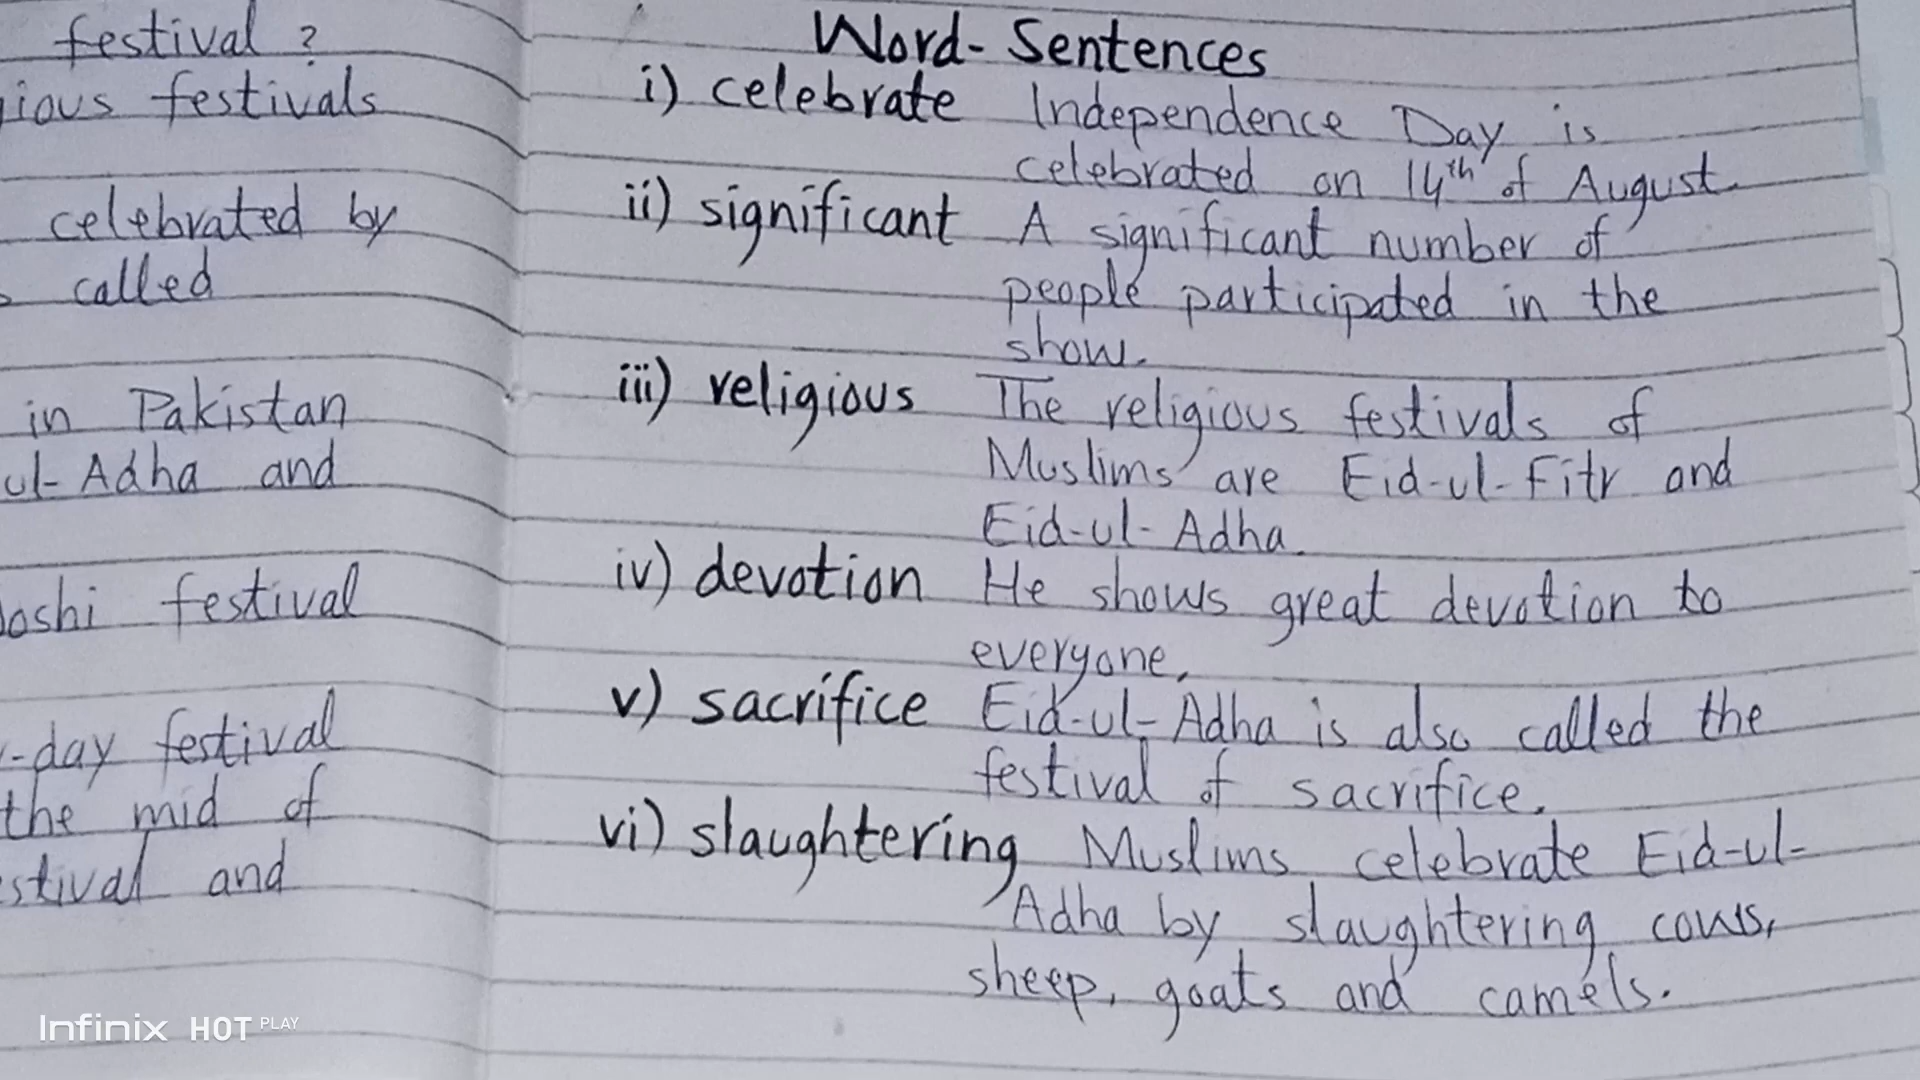 festival ?
festivals
celebrated by
called
in Pakistan
ul-Adha and
festival
-day festival
the mid of
and
Word-Sentences
i) celebrate Independence Day is
celebrated on 14th of August.
ii) significant A significant number of
people participated in the
show.
iii) religious The religious festivals of
Muslims are Eid-ul-Fitr and
Eid-ul-Adha.
iv) devotion He shows great devotion to
everyone.
v) sacrifice Eid-ul-Adha is also called the
festival of sacrifice.
vi) slaughtering Muslims celebrate Eid-ul-
Adha by slaughtering cows,
sheep, goats and camels.
Infinix HOT PLAY